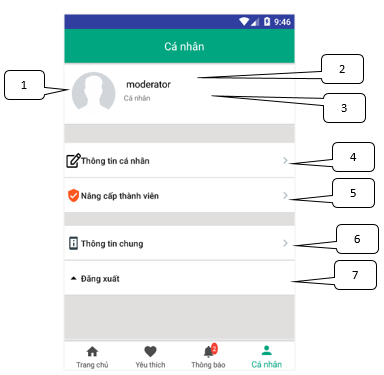 9:46
Cá nhân
1
moderator
2
Cá nhân
3
Thông tin cá nhân
4
Nâng cấp thành viên
5
Thông tin chung
6
Đăng xuất
7
2
Trang chủ Yêu thích Thông báo Cá nhân